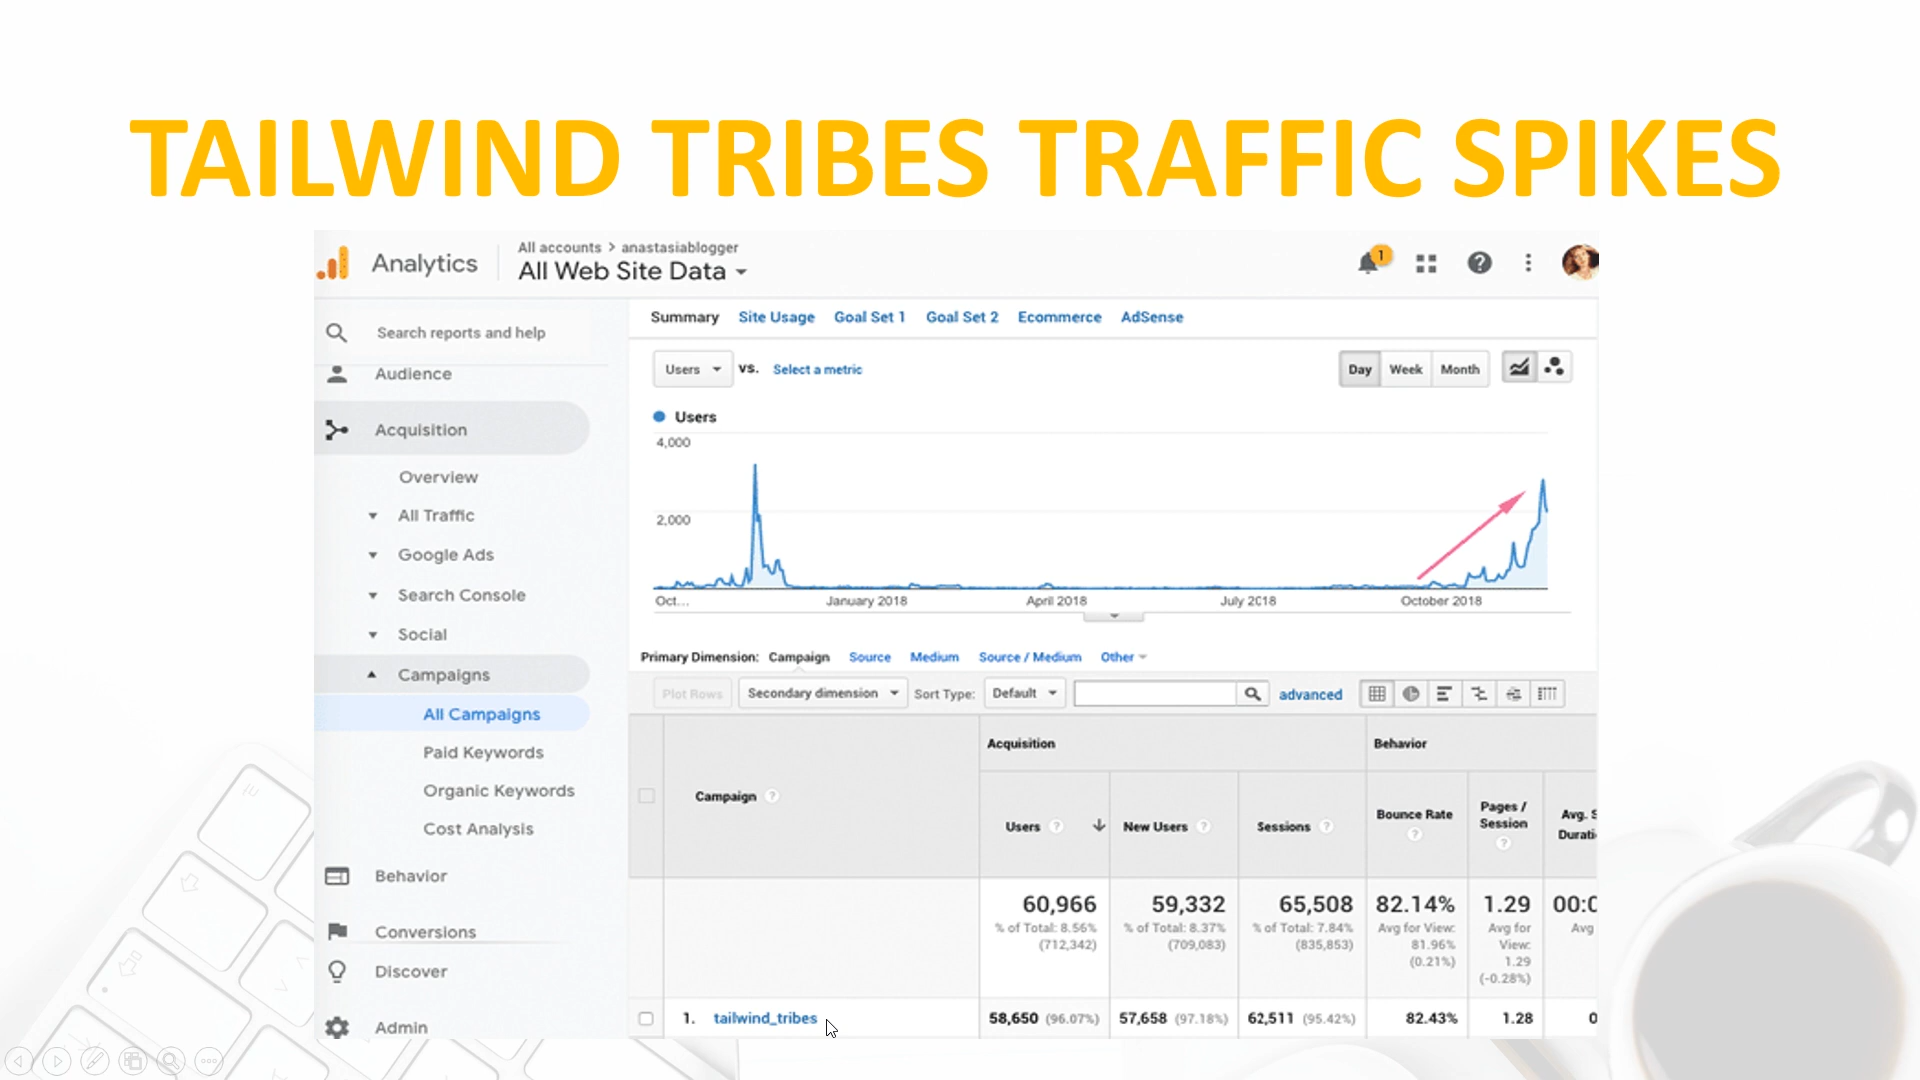 TAILWIND TRIBES TRAFFIC SPIKES
Analytics
All accounts > anastasiablogger
All Web Site Data
1
Search reports and help
Audience
Acquisition
Overview
All Traffic
Google Ads
Search Console
Social
Campaigns
All Campaigns
Paid Keywords
Organic Keywords
Cost Analysis
Behavior
Conversions
Discover
Admin
Summary Site Usage Goal Set 1 Goal Set 2 Ecommerce AdSense
Users VS. Select a metric
Day Week Month
Users
4,000
2,000
Oct... January 2018 April 2018 July 2018 October 2018
Primary Dimension: Campaign Source Medium Source / Medium Other
Plot Rows Secondary dimension Sort Type: Default advanced
Acquisition Behavior
Campaign ?
Users ? New Users ? Sessions ? Bounce Rate ? Pages / Session ? Avg. S Durati
60,966 59,332 65,508 82.14% 1.29 00:0
% of Total: 8.56% (712,342)
% of Total: 8.37% (709,083)
% of Total: 7.84% (835,853)
Avg for View: 81.96% (0.21%)
Avg for View: 1.29 (-0.28%)
Avg
1. tailwind_tribes 58,650 (96.07%) 57,658 (97.18%) 62,511 (95.42%) 82.43% 1.28 0